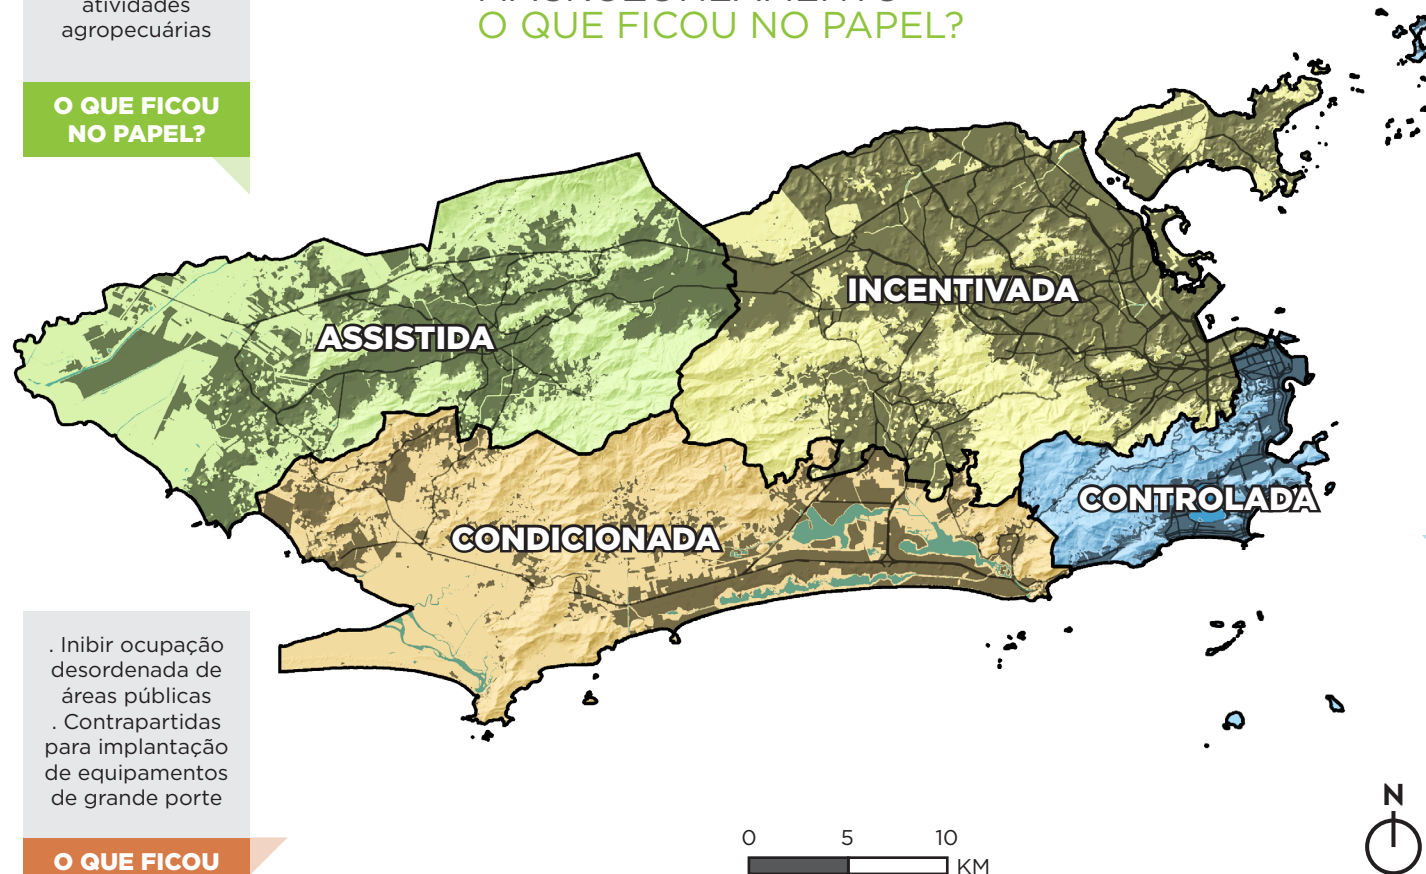 atividades
agropecuárias
O QUE FICOU
NO PAPEL?
O QUE FICOU NO PAPEL?
INCENTIVADA
ASSISTIDA
CONTROLADA
CONDICIONADA
. Inibir ocupação
desordenada de
áreas públicas
. Contrapartidas
para implantação
de equipamentos
de grande porte
O QUE FICOU
0 5 10
KM
N